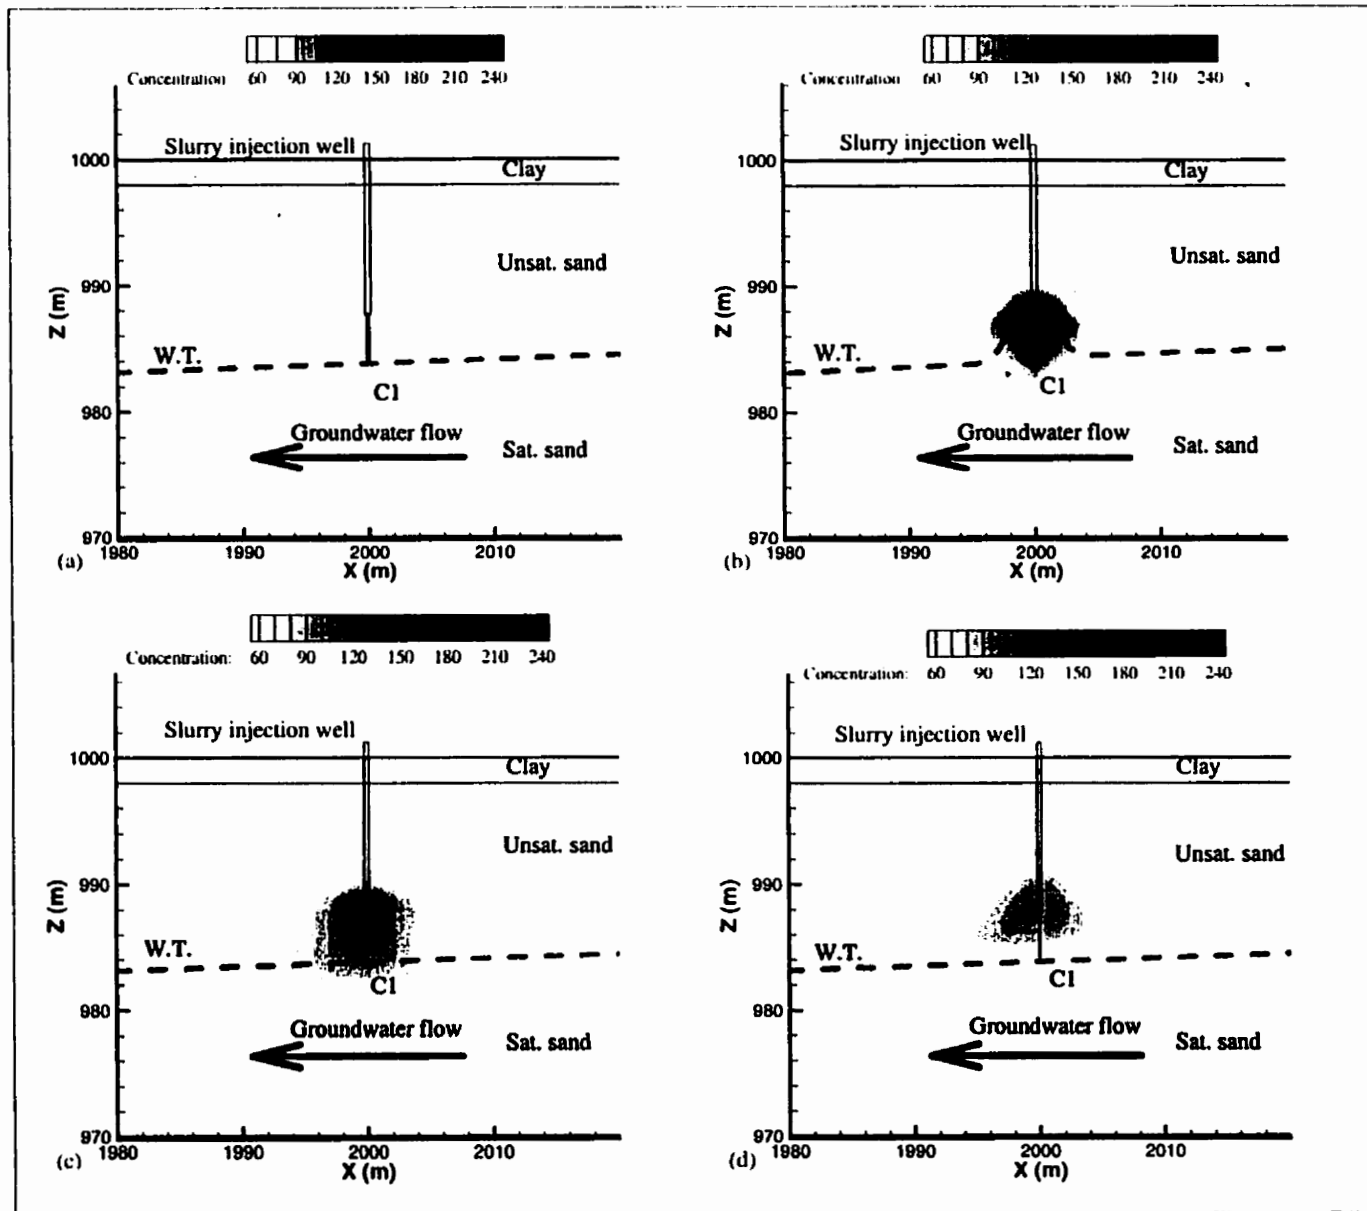 Concentration 60 90 120 150 180 210 240
Slurry injection well
1000
Clay
Unsat. sand
990
Z (m)
W.T.
C1
980
Groundwater flow
Sat. sand
970
1980 1990 2000 2010
(a)
X (m)
Concentration 60 90 120 150 180 210 240
Slurry injection well
1000
Clay
Unsat. sand
990
Z (m)
W.T.
C1
980
Groundwater flow
Sat. sand
970
1980 1990 2000 2010
(b)
X (m)
Concentration: 60 90 120 150 180 210 240
Slurry injection well
1000
Clay
Unsat. sand
990
Z (m)
W.T.
C1
980
Groundwater flow
Sat. sand
970
1980 1990 2000 2010
(c)
X (m)
Concentration: 60 90 120 150 180 210 240
Slurry injection well
1000
Clay
Unsat. sand
990
Z (m)
W.T.
C1
980
Groundwater flow
Sat. sand
970
1980 1990 2000 2010
(d)
X (m)